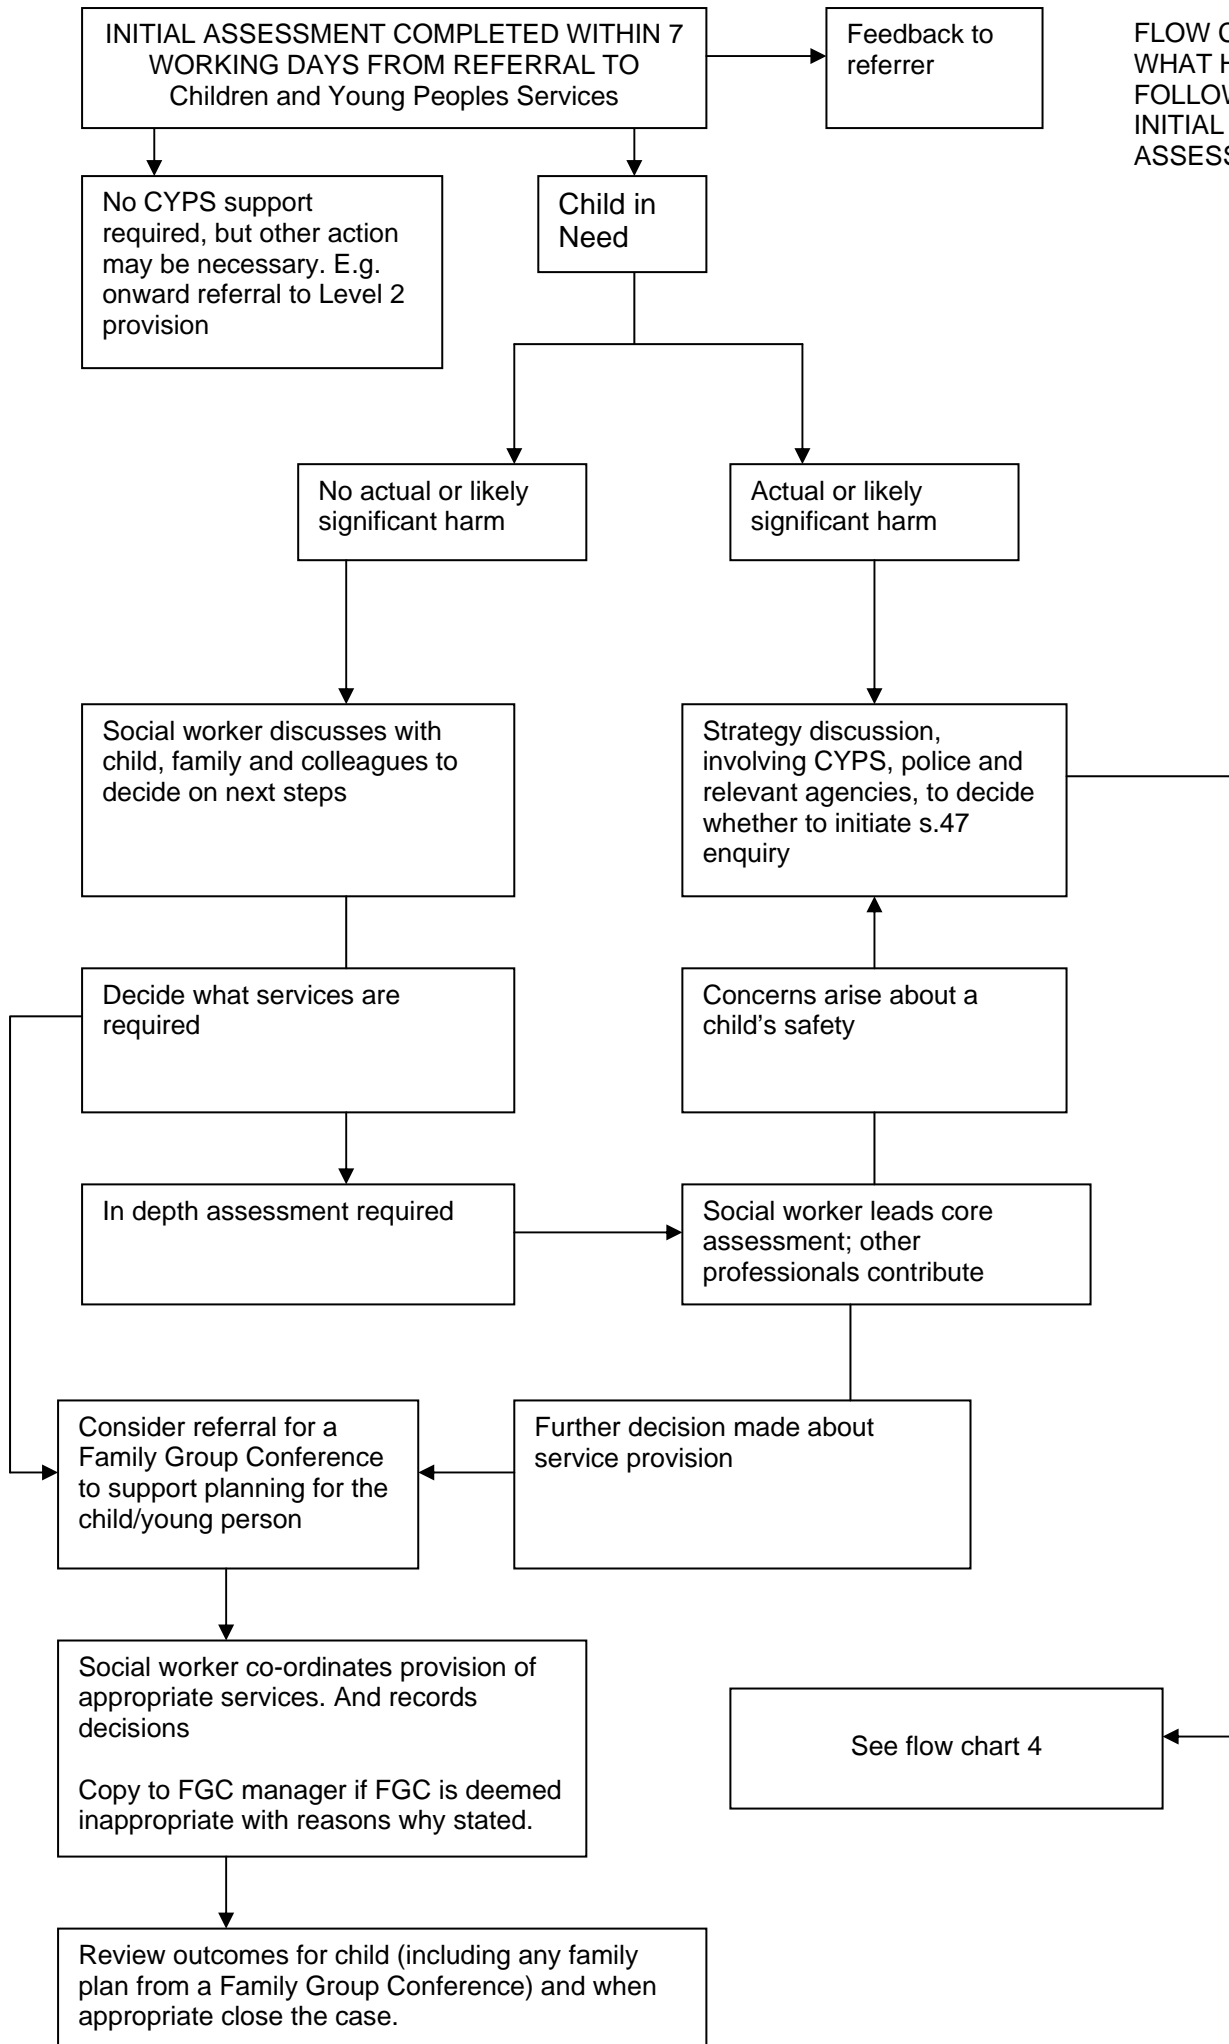 INITIAL ASSESSMENT COMPLETED WITHIN 7
WORKING DAYS FROM REFERRAL TO
Children and Young Peoples Services
Feedback to
referrer
FLOW
WHAT
INITIAL
No CYPS support
required, but other action
may be necessary. E.g.
onward referral to Level 2
provision
Child in
Need
No actual or likely
significant harm
Actual or likely
significant harm
Social worker discusses with
child, family and colleagues to
decide on next steps
Strategy discussion,
involving CYPS, police and
relevant agencies, to decide
whether to initiate s.47
enquiry
Decide what services are
required
Concerns arise about a
child’s safety
In depth assessment required
Social worker leads core
assessment; other
professionals contribute
Consider referral for a
Family Group Conference
to support planning for the
child/young person
Further decision made about
service provision
Social worker co-ordinates provision of
appropriate services. And records
decisions
Copy to FGC manager if FGC is deemed
inappropriate with reasons why stated.
See flow chart 4
Review outcomes for child (including any family
plan from a Family Group Conference) and when
appropriate close the case.